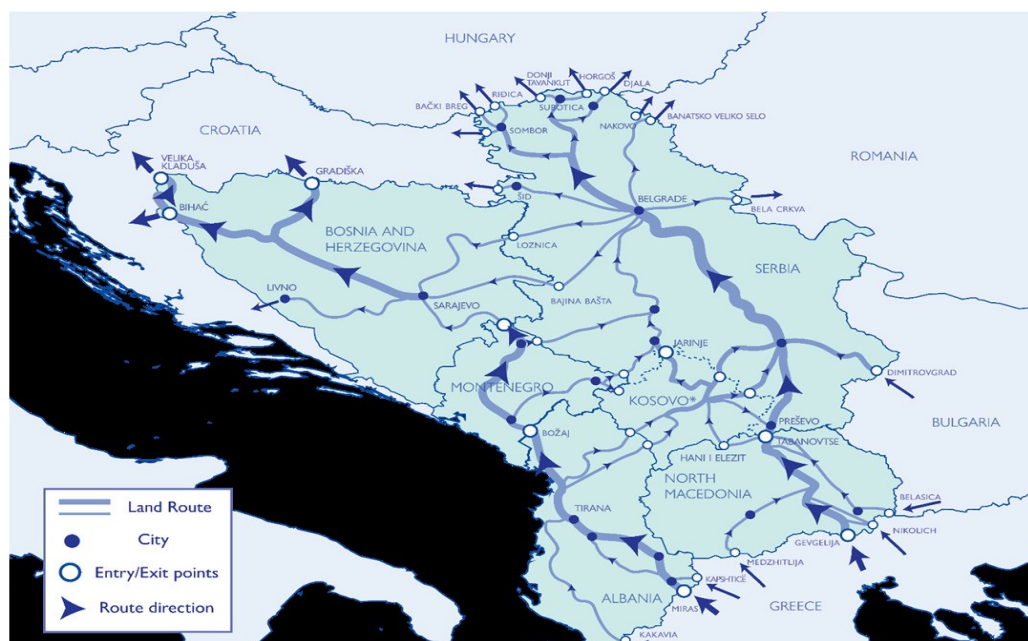 HUNGARY
DONJI
TAVANKUT
HORGOŠ
DJALA
RIĐICA
BAČKI BREG
SUBOTICA
SOMBOR
NAKOVO
BANATSKO VELIKO SELO
CROATIA
ROMANIA
VELIKA
KLADUŠA
GRADIŠKA
ŠID
BELGRADE
BELA CRKVA
BIHAĆ
BOSNIA AND
HERZEGOVINA
LOZNICA
SERBIA
LIVNO
SARAJEVO
BAJINA BAŠTA
JARINJE
DIMITROVGRAD
MONTENEGRO
KOSOVO*
BULGARIA
PREŠEVO
BOŽAJ
TABANOVTSE
HANI I ELEZIT
NORTH
MACEDONIA
BELASICA
TIRANA
NIKOLICH
GEVGELIJA
MEDZHITLIJA
KAPSHTICË
ALBANIA
MIRAS
GREECE
KAKAVIA
Land Route
City
Entry/Exit points
Route direction